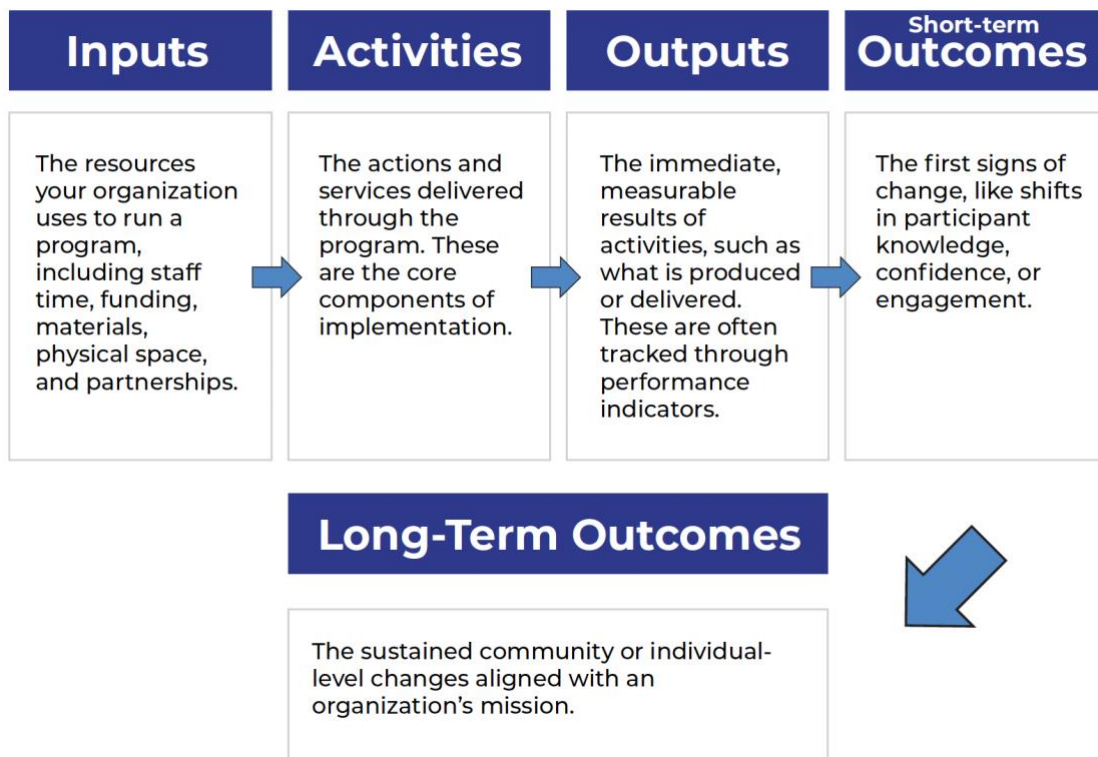 Inputs
The resources
your organization
uses to run a
program,
including staff
time, funding,
materials,
physical space,
and partnerships.
Activities
The actions and
services delivered
through the
program. These
are the core
components of
implementation.
Outputs
The immediate,
measurable
results of
activities, such as
what is produced
or delivered.
These are often
tracked through
performance
indicators.
Short-term
Outcomes
The first signs of
change, like shifts
in participant
knowledge,
confidence, or
engagement.
Long-Term Outcomes
The sustained community or individual-
level changes aligned with an
organization’s mission.